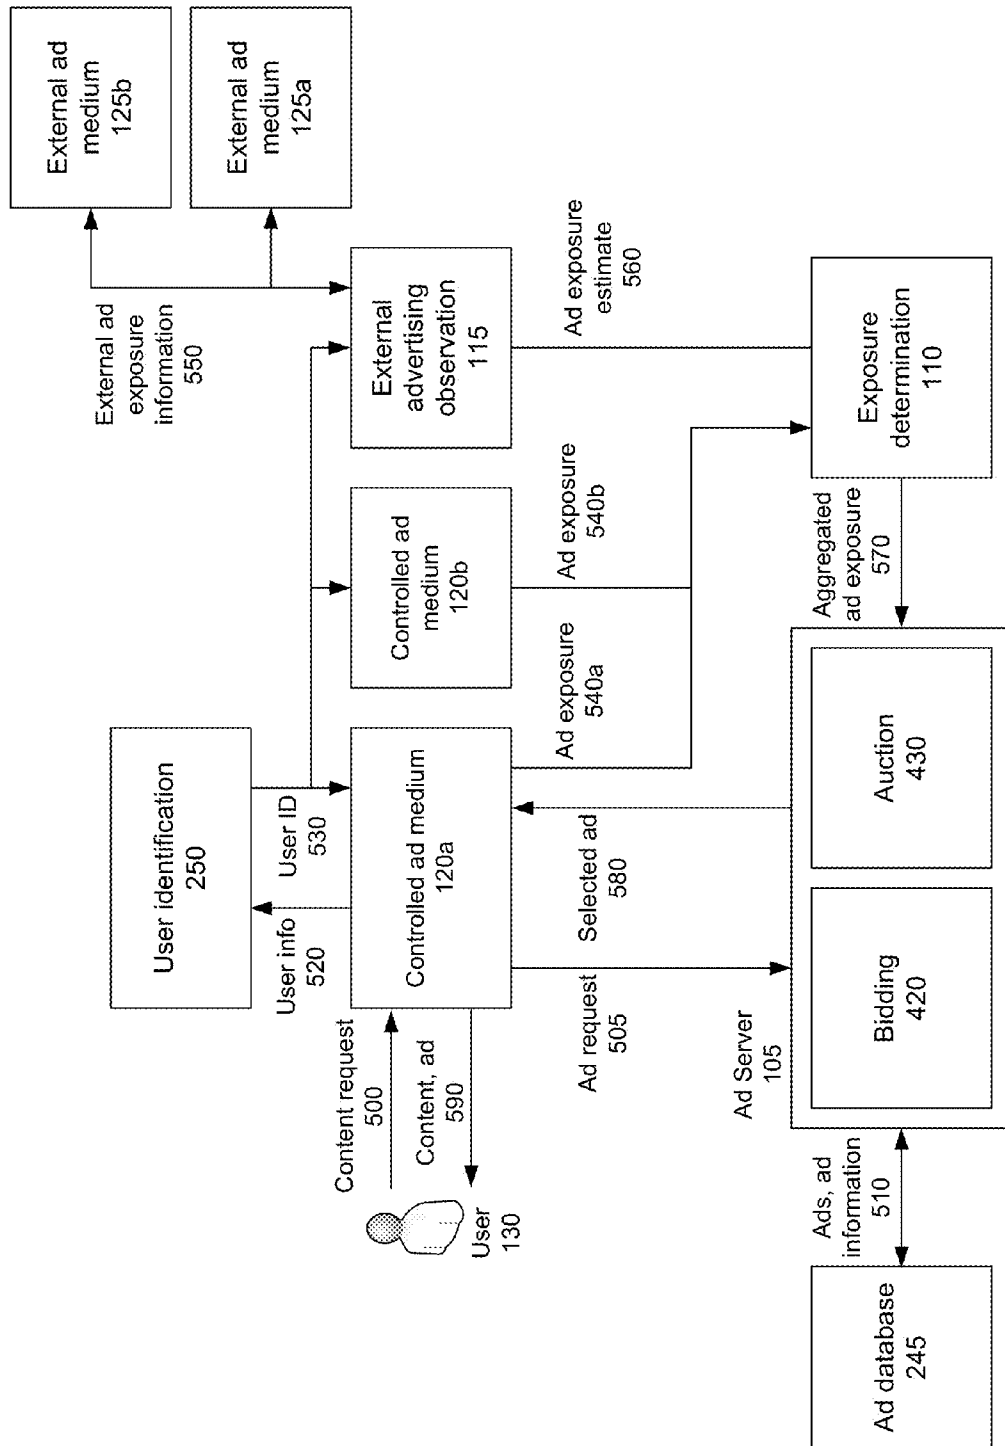 User identification
250
External ad
medium
125b
External ad
medium
125a
User info
520
User ID
530
External ad
exposure
information
550
Content request
500
Content, ad
590
User
130
Controlled ad medium
120a
Controlled ad
medium
120b
External
advertising
observation
115
Ad request
505
Selected ad
580
Ad exposure
540a
Ad exposure
540b
Ad exposure
estimate
560
Ad Server
105
Ads, ad
information
510
Aggregated
ad exposure
570
Ad database
245
Bidding
420
Auction
430
Exposure
determination
110